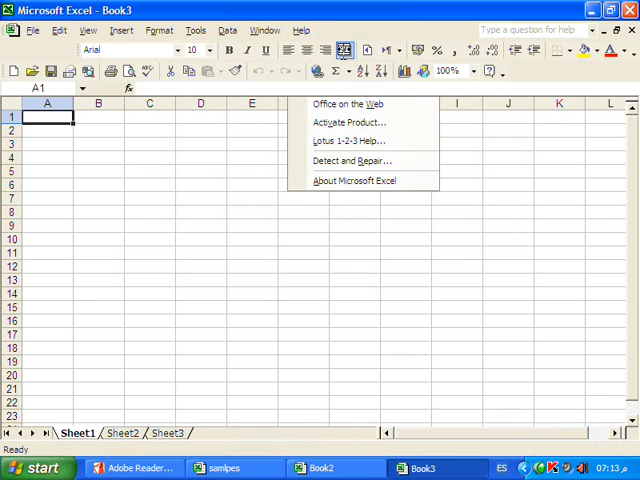 Microsoft Excel - Book3
File Edit View Insert Format Tools Data Window Help
Type a question for help
Arial 10 B I U % ,
Σ 100%
A1 fx
A B C D E I J K L
Office on the Web
Activate Product...
Lotus 1-2-3 Help...
Detect and Repair...
About Microsoft Excel
1
2
3
4
5
6
7
8
9
10
11
12
13
14
15
16
17
18
19
20
21
22
23
Sheet1 Sheet2 Sheet3
Ready
start Adobe Reader... samlpes Book2 Book3 ES 07:13 م